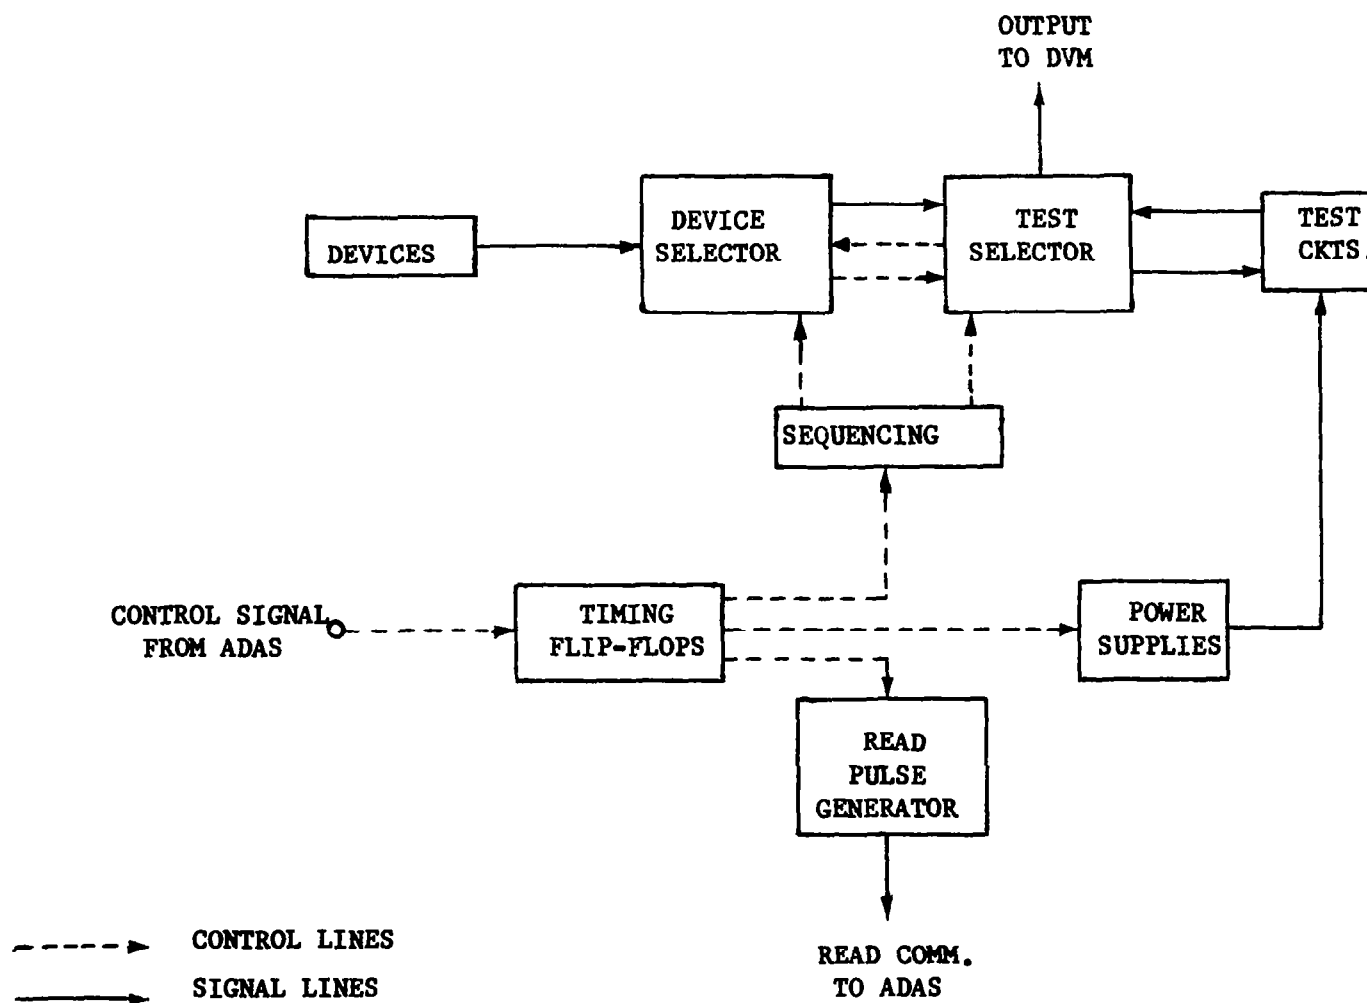 OUTPUT
TO DVM
DEVICES
DEVICE
SELECTOR
TEST
SELECTOR
TEST
CKTS.
SEQUENCING
CONTROL SIGNAL
FROM ADAS
TIMING
FLIP-FLOPS
POWER
SUPPLIES
READ
PULSE
GENERATOR
READ COMM.
TO ADAS
CONTROL LINES
SIGNAL LINES